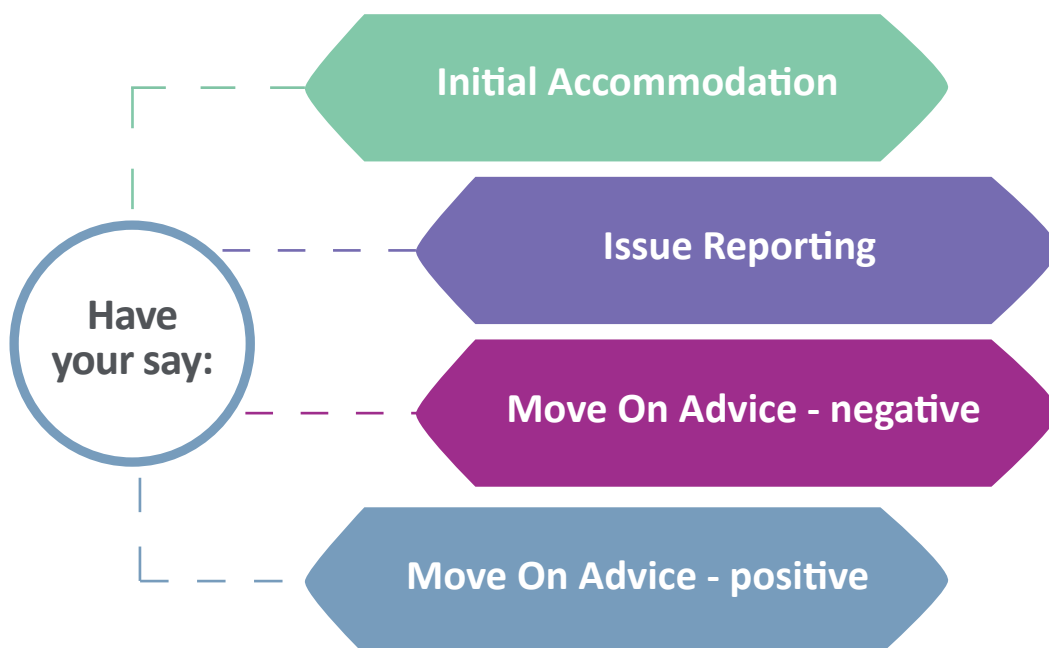 Initial Accommodation
Issue Reporting
Have
your say:
Move On Advice - negative
Move On Advice - positive